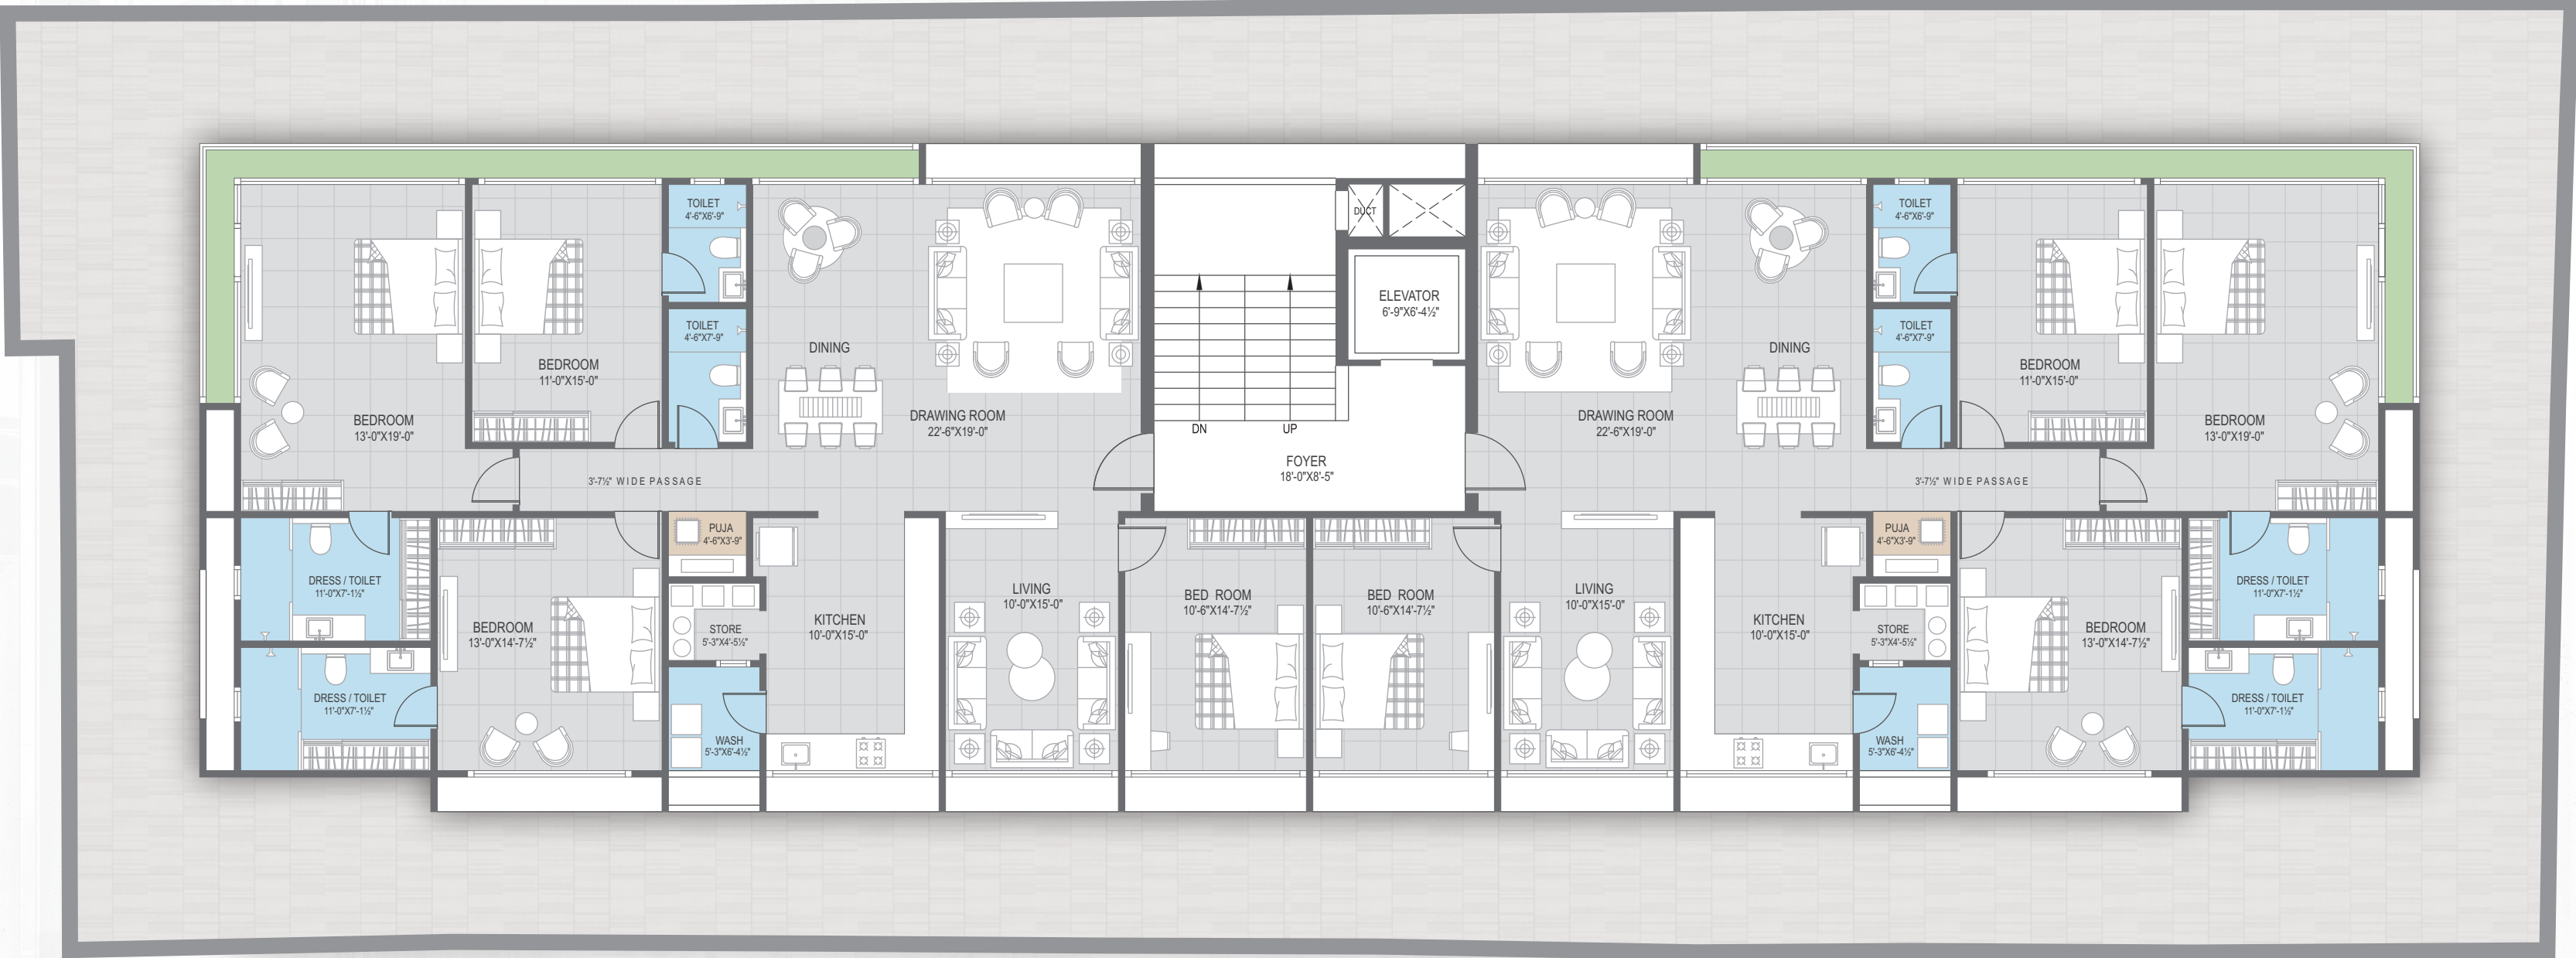 TOILET
4'-6"X6'-9"
TOILET
4'-6"X7'-9"
DINING
BEDROOM
11'-0"X15'-0"
BEDROOM
13'-0"X19'-0"
DRAWING ROOM
22'-6"X19'-0"
3'-7½" WIDE PASSAGE
DUCT
ELEVATOR
6'-9"X6'-4½"
DN
UP
FOYER
18'-0"X8'-5"
TOILET
4'-6"X6'-9"
TOILET
4'-6"X7'-9"
DINING
BEDROOM
11'-0"X15'-0"
DRAWING ROOM
22'-6"X19'-0"
BEDROOM
13'-0"X19'-0"
3'-7½" WIDE PASSAGE
PUJA
4'-6"X3'-9"
DRESS / TOILET
11'-0"X7'-1½"
BEDROOM
13'-0"X14'-7½"
STORE
5'-3"X4'-5½"
KITCHEN
10'-0"X15'-0"
LIVING
10'-0"X15'-0"
BED ROOM
10'-6"X14'-7½"
DRESS / TOILET
11'-0"X7'-1½"
WASH
5'-3"X6'-4½"
BED ROOM
10'-6"X14'-7½"
LIVING
10'-0"X15'-0"
KITCHEN
10'-0"X15'-0"
PUJA
4'-6"X3'-9"
STORE
5'-3"X4'-5½"
BEDROOM
13'-0"X14'-7½"
DRESS / TOILET
11'-0"X7'-1½"
DRESS / TOILET
11'-0"X7'-1½"
WASH
5'-3"X6'-4½"